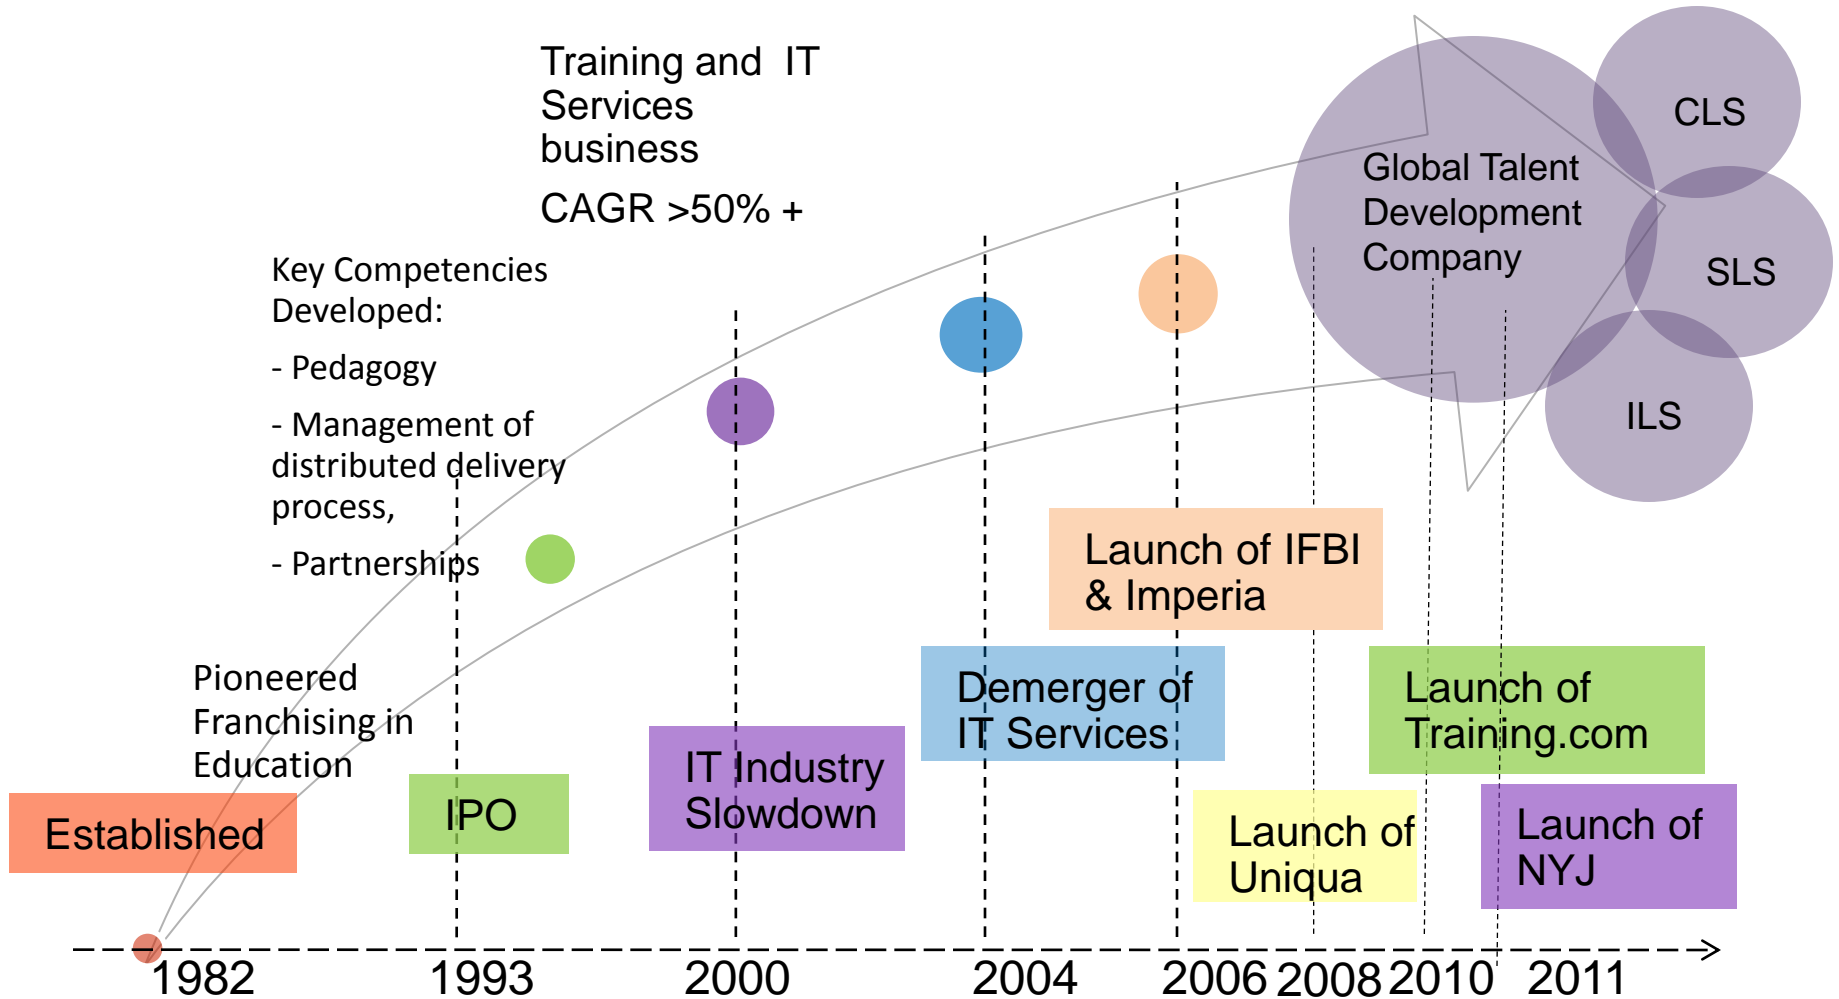 Training and IT
Services
business
CAGR >50% +
Key Competencies
Developed:
- Pedagogy
- Management of
distributed delivery
process,
- Partnerships
Pioneered
Franchising in
Education
Global Talent
Development
Company
CLS
SLS
ILS
Established
IPO
IT Industry
Slowdown
Demerger of
IT Services
Launch of IFBI
& Imperia
Launch of
Uniqua
Launch of
Training.com
Launch of
NYJ
1982
1993
2000
2004
2006
2008
2010
2011